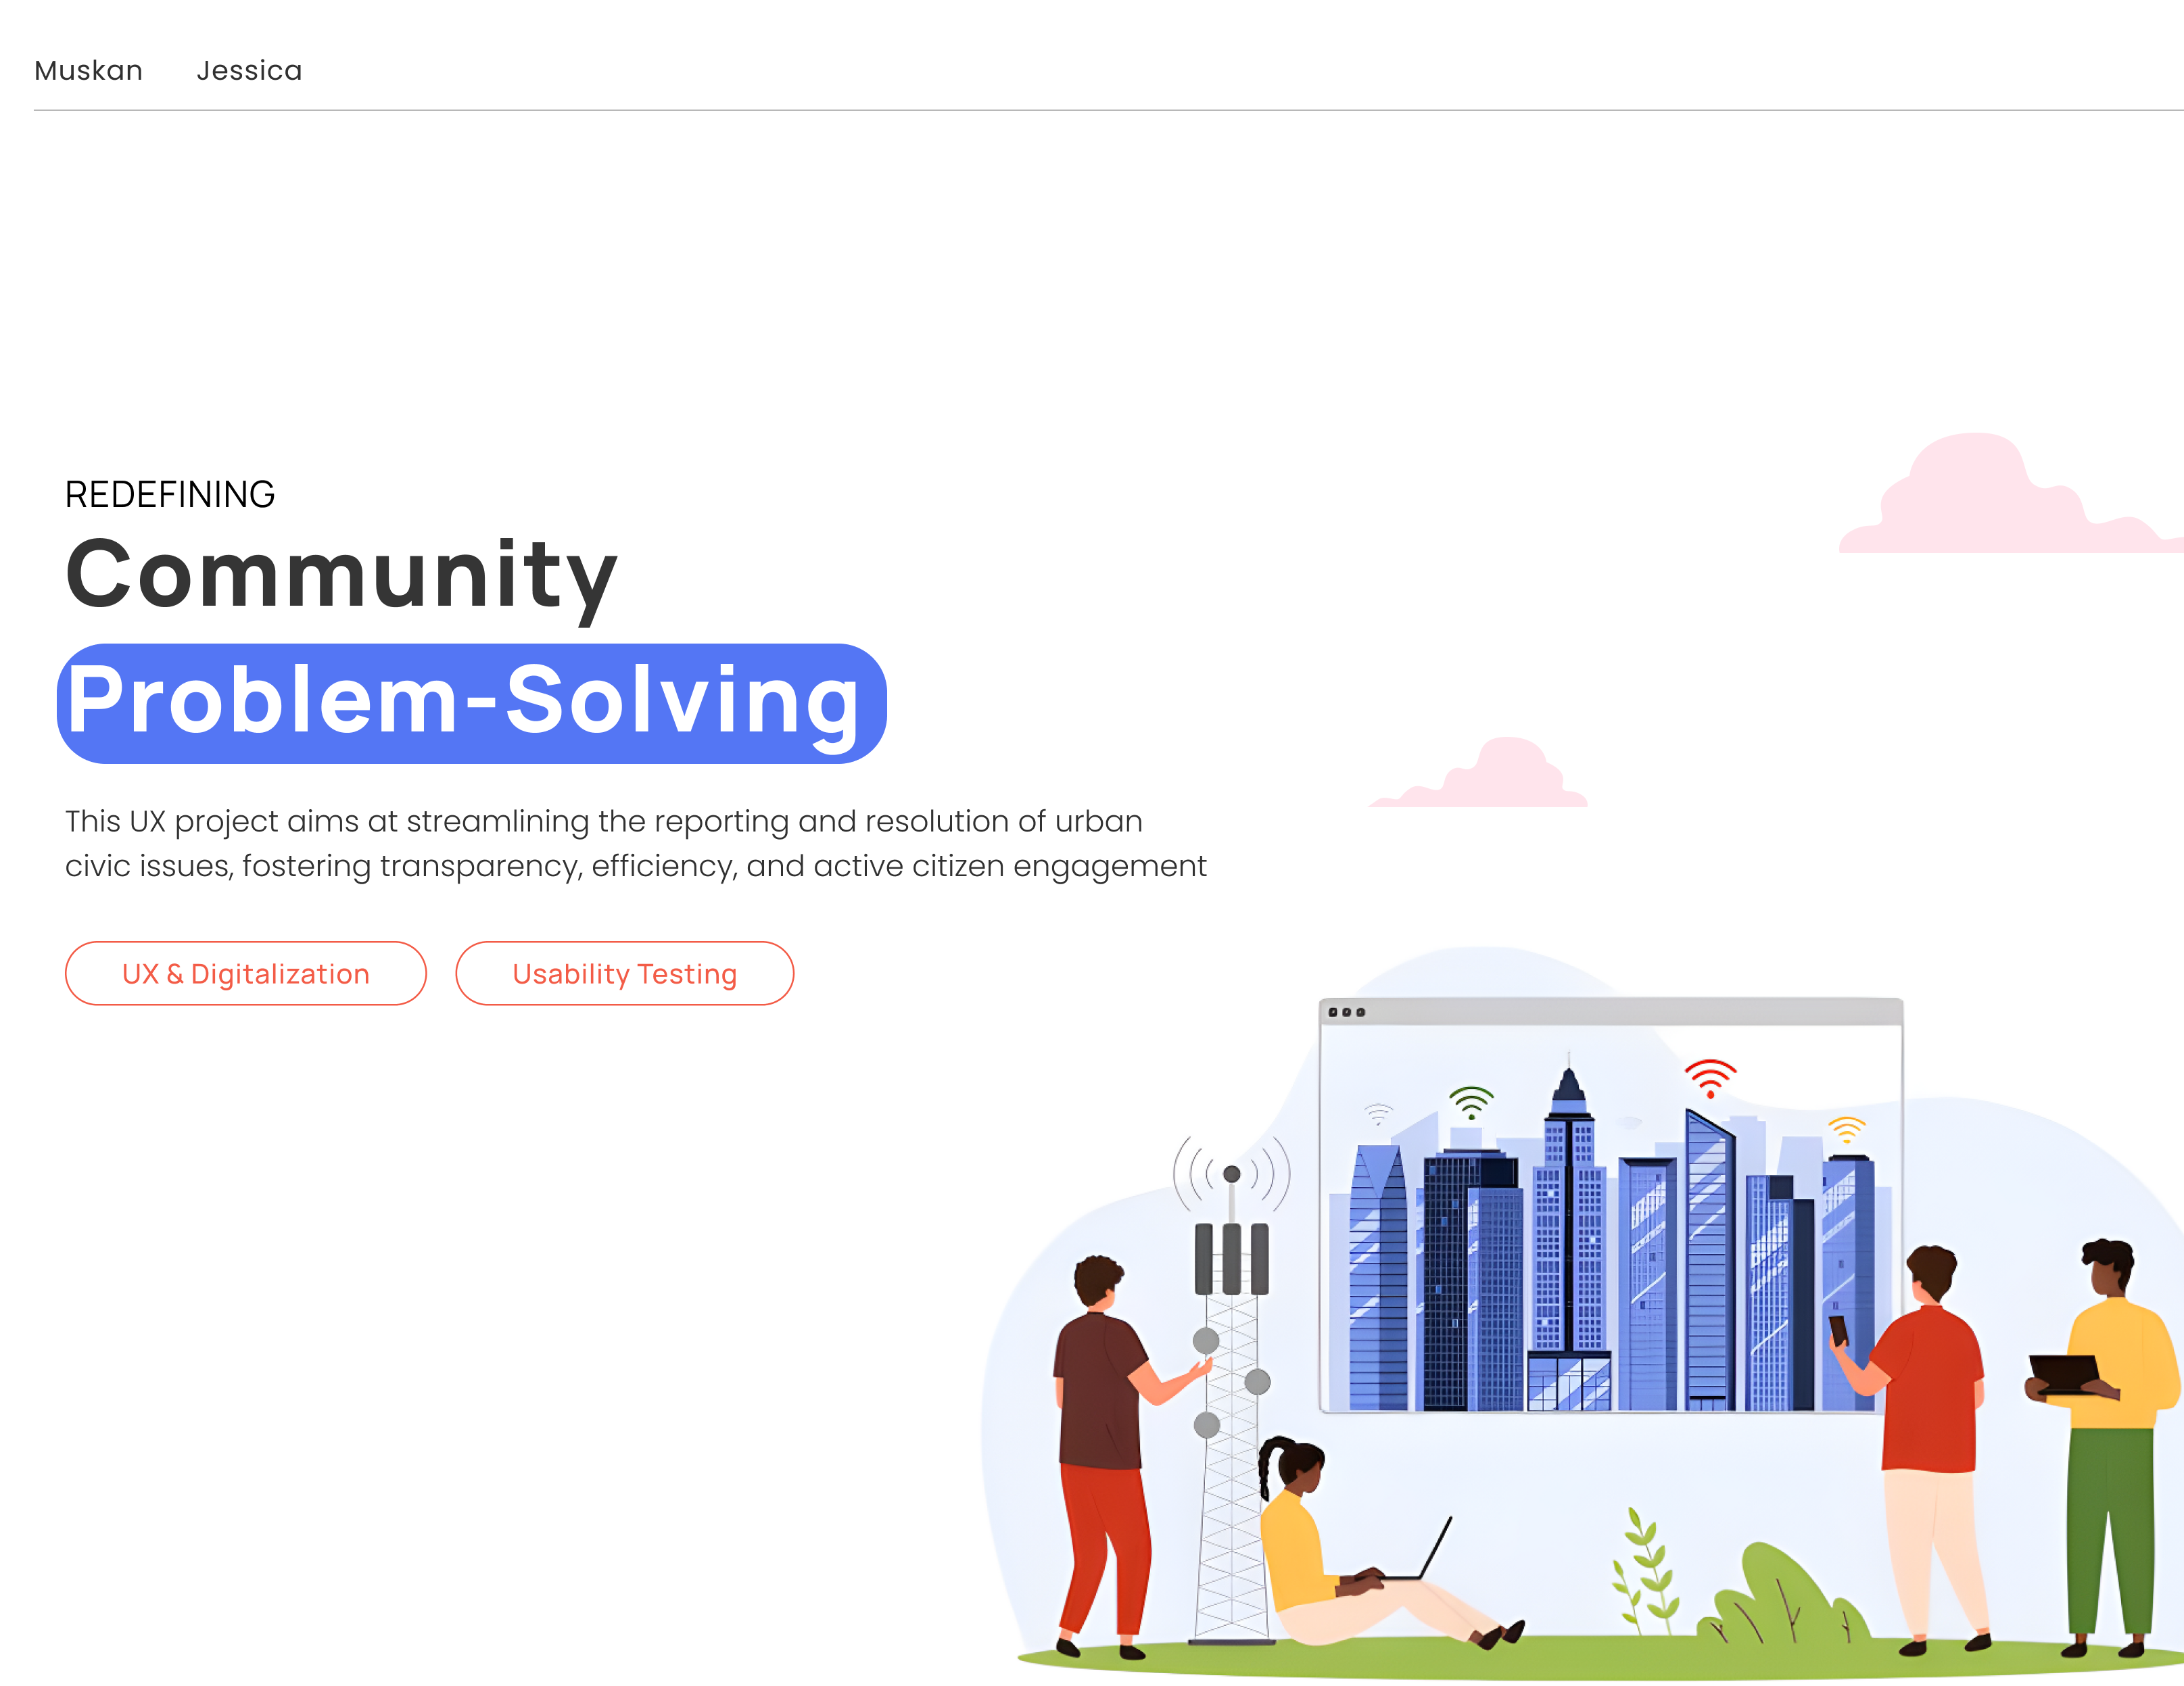 Muskan Jessica
REDEFINING
Community
Problem-Solving
This UX project aims at streamlining the reporting and resolution of urban
civic issues, fostering transparency, efficiency, and active citizen engagement
UX & Digitalization Usability Testing